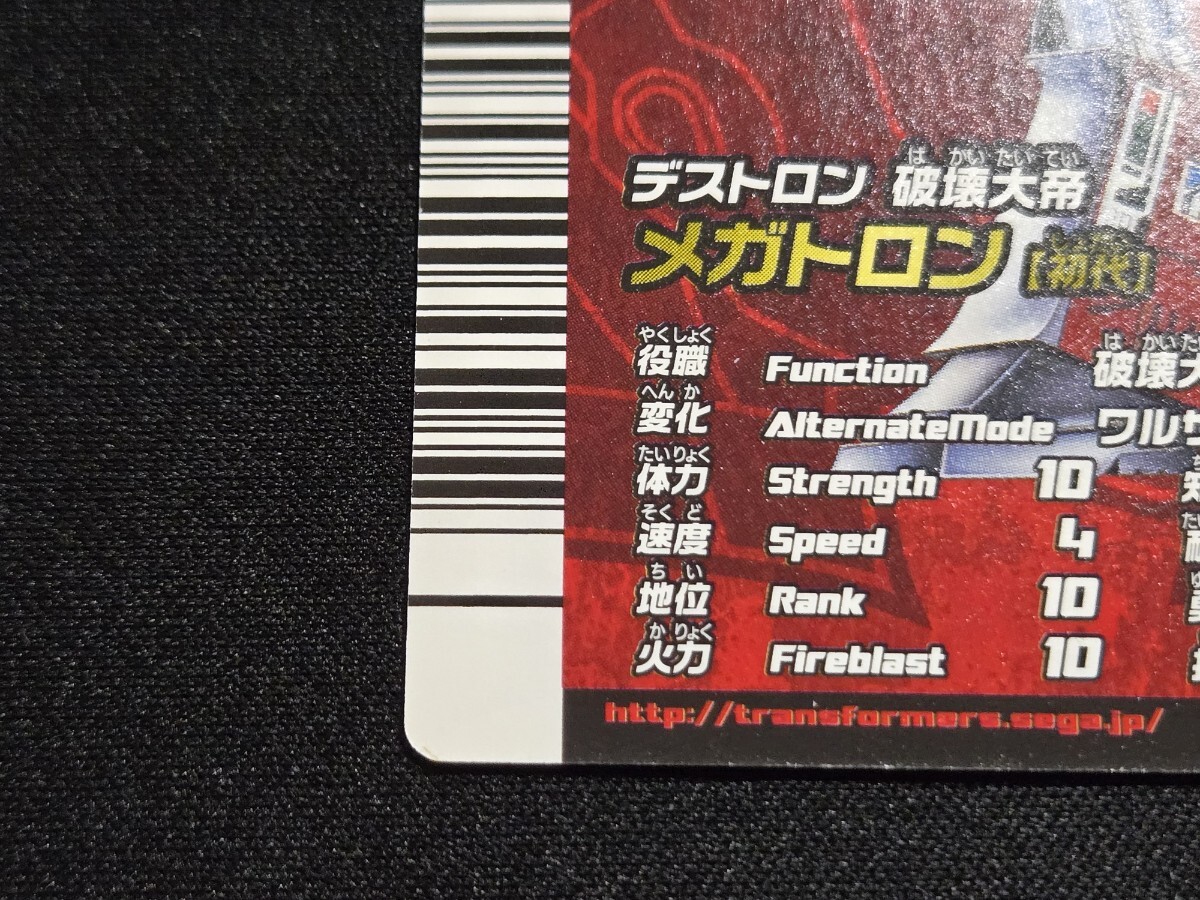 デストロン 破壊大帝
はかいたいてい
メガトロン【初代】
役職 Function 破壊大
やくしょく はかいた
変化 AlternateMode ワルサ
へんか
体力 Strength 10
たいりょく
速度 Speed 4
そくど
地位 Rank 10
ちい
火力 Fireblast 10
かりょく
http://transformers.sega.jp/